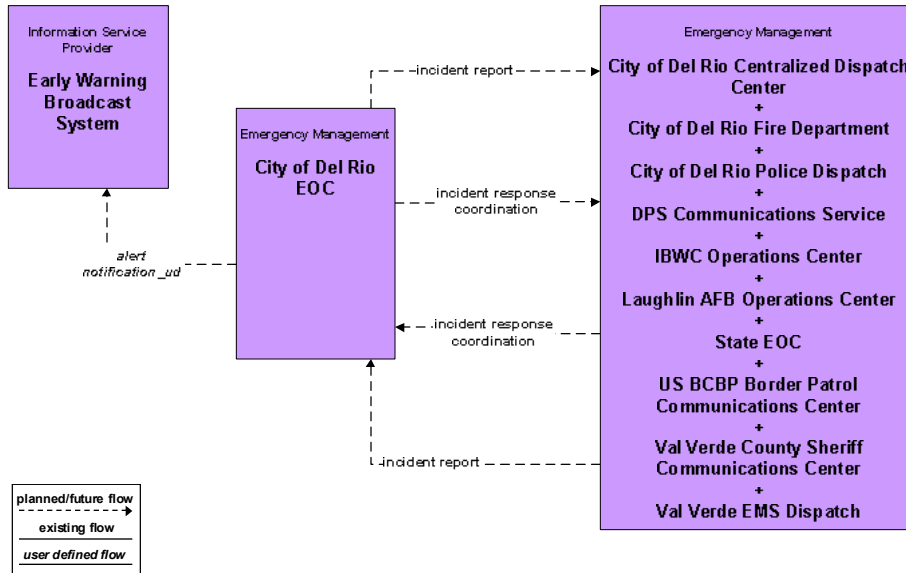 Information Service
Provider
Early Warning
Broadcast
System
Emergency Management
City of Del Rio
EOC
alert
notification_ud
incident report
incident response
coordination
incident response
coordination
incident report
Emergency Management
City of Del Rio Centralized Dispatch
Center
+
City of Del Rio Fire Department
+
City of Del Rio Police Dispatch
+
DPS Communications Service
+
IBWC Operations Center
+
Laughlin AFB Operations Center
+
State EOC
+
US BCBP Border Patrol
Communications Center
+
Val Verde County Sheriff
Communications Center
+
Val Verde EMS Dispatch
planned/future flow
existing flow
user defined flow